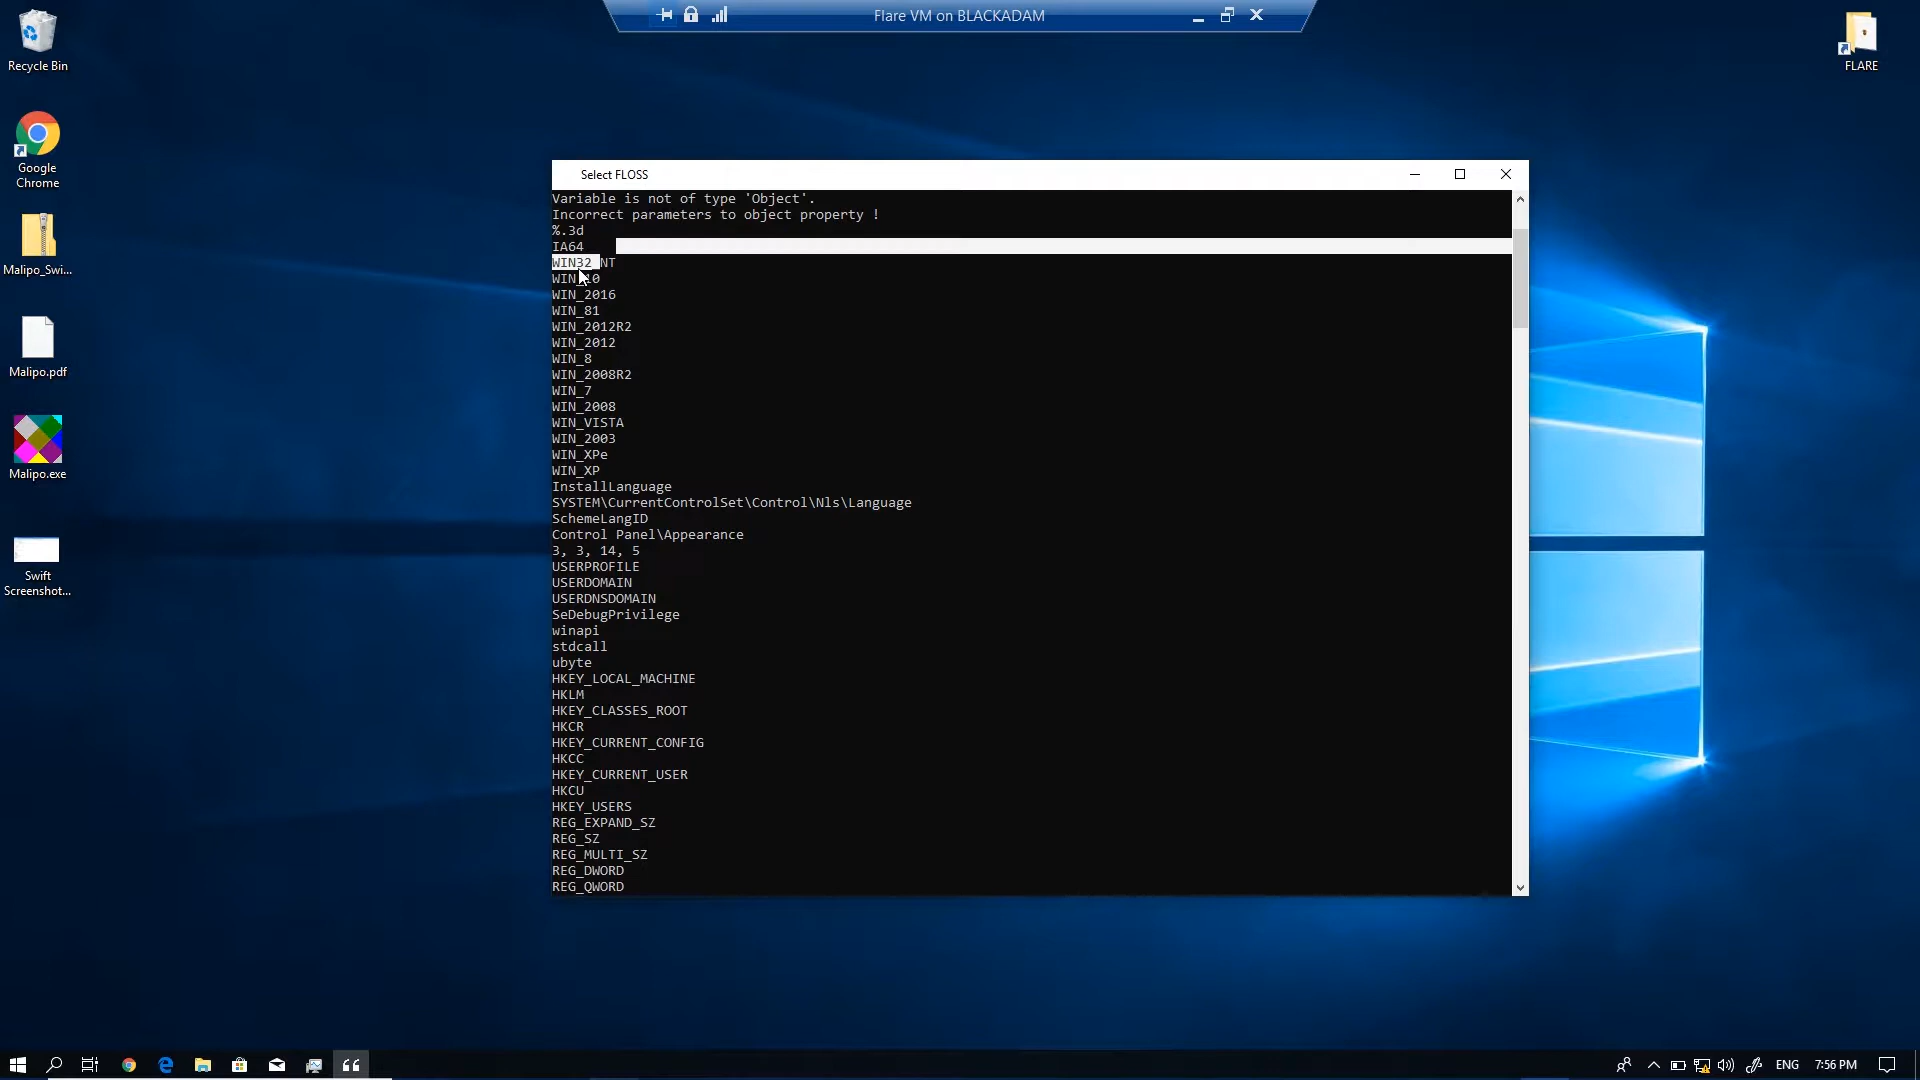 Flare VM on BLACKADAM
Recycle Bin
FLARE
Google
Chrome
Malipo_Swi...
Malipo.pdf
Malipo.exe
Swift
Screenshot...
Select FLOSS
Variable is not of type 'Object'.
Incorrect parameters to object property !
%.3d
IA64
WIN32_NT
WIN_10
WIN_2016
WIN_81
WIN_2012R2
WIN_2012
WIN_8
WIN_2008R2
WIN_7
WIN_2008
WIN_VISTA
WIN_2003
WIN_XPe
WIN_XP
InstallLanguage
SYSTEM\CurrentControlSet\Control\Nls\Language
SchemeLangID
Control Panel\Appearance
3, 3, 14, 5
USERPROFILE
USERDOMAIN
USERDNSDOMAIN
SeDebugPrivilege
winapi
stdcall
ubyte
HKEY_LOCAL_MACHINE
HKLM
HKEY_CLASSES_ROOT
HKCR
HKEY_CURRENT_CONFIG
HKCC
HKEY_CURRENT_USER
HKCU
HKEY_USERS
REG_EXPAND_SZ
REG_SZ
REG_MULTI_SZ
REG_DWORD
REG_QWORD
ENG
7:56 PM